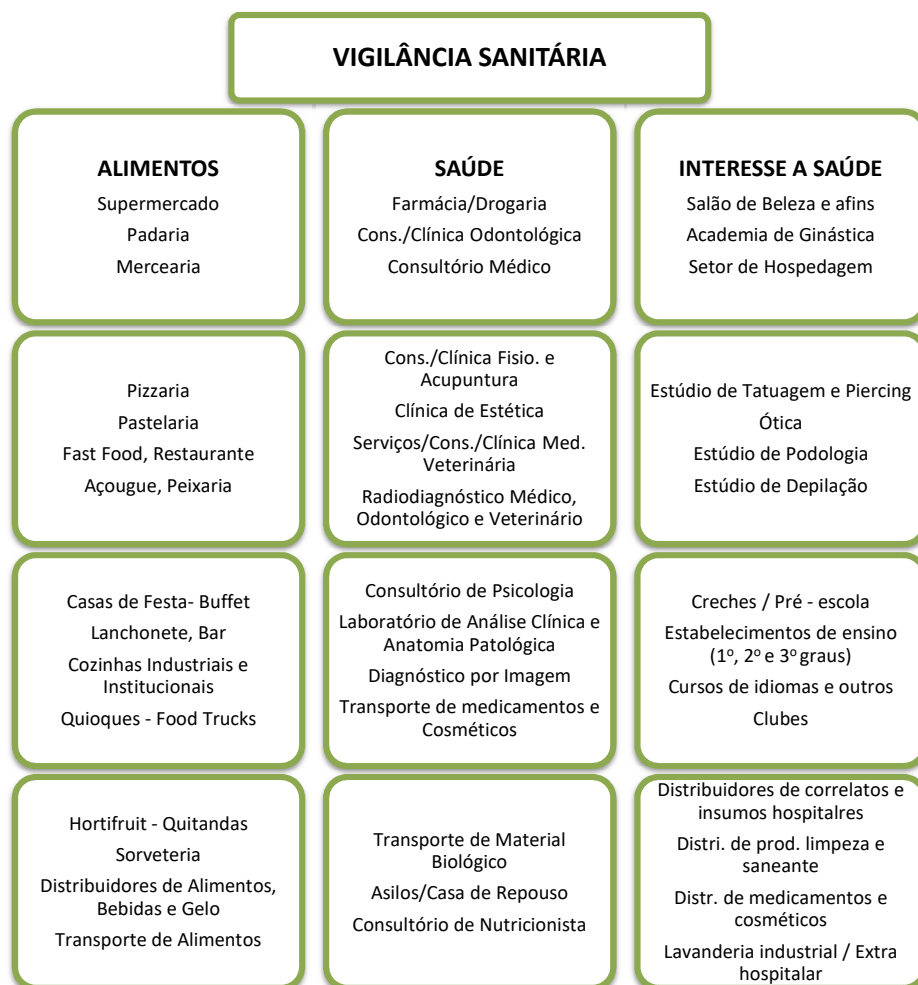 VIGILÂNCIA SANITÁRIA
ALIMENTOS
Supermercado
Padaria
Mercearia
SAÚDE
Farmácia/Drogaria
Cons./Clínica Odontológica
Consultório Médico
INTERESSE A SAÚDE
Salão de Beleza e afins
Academia de Ginástica
Setor de Hospedagem
Pizzaria
Pastelaria
Fast Food, Restaurante
Açougue, Peixaria
Cons./Clínica Fisio. e
Acupuntura
Clínica de Estética
Serviços/Cons./Clínica Med.
Veterinária
Radiodiagnóstico Médico,
Odontológico e Veterinário
Estúdio de Tatuagem e Piercing
Ótica
Estúdio de Podologia
Estúdio de Depilação
Casas de Festa- Buffet
Lanchonete, Bar
Cozinhas Industriais e
Institucionais
Quioques - Food Trucks
Consultório de Psicologia
Laboratório de Análise Clínica e
Anatomia Patológica
Diagnóstico por Imagem
Transporte de medicamentos e
Cosméticos
Creches / Pré - escola
Estabelecimentos de ensino
(1º, 2º e 3º graus)
Cursos de idiomas e outros
Clubes
Hortifruit - Quitandas
Sorveteria
Distribuidores de Alimentos,
Bebidas e Gelo
Transporte de Alimentos
Transporte de Material
Biológico
Asilos/Casa de Repouso
Consultório de Nutricionista
Distribuidores de correlatos e
insumos hospitalres
Distri. de prod. limpeza e
saneante
Distr. de medicamentos e
cosméticos
Lavanderia industrial / Extra
hospitalar